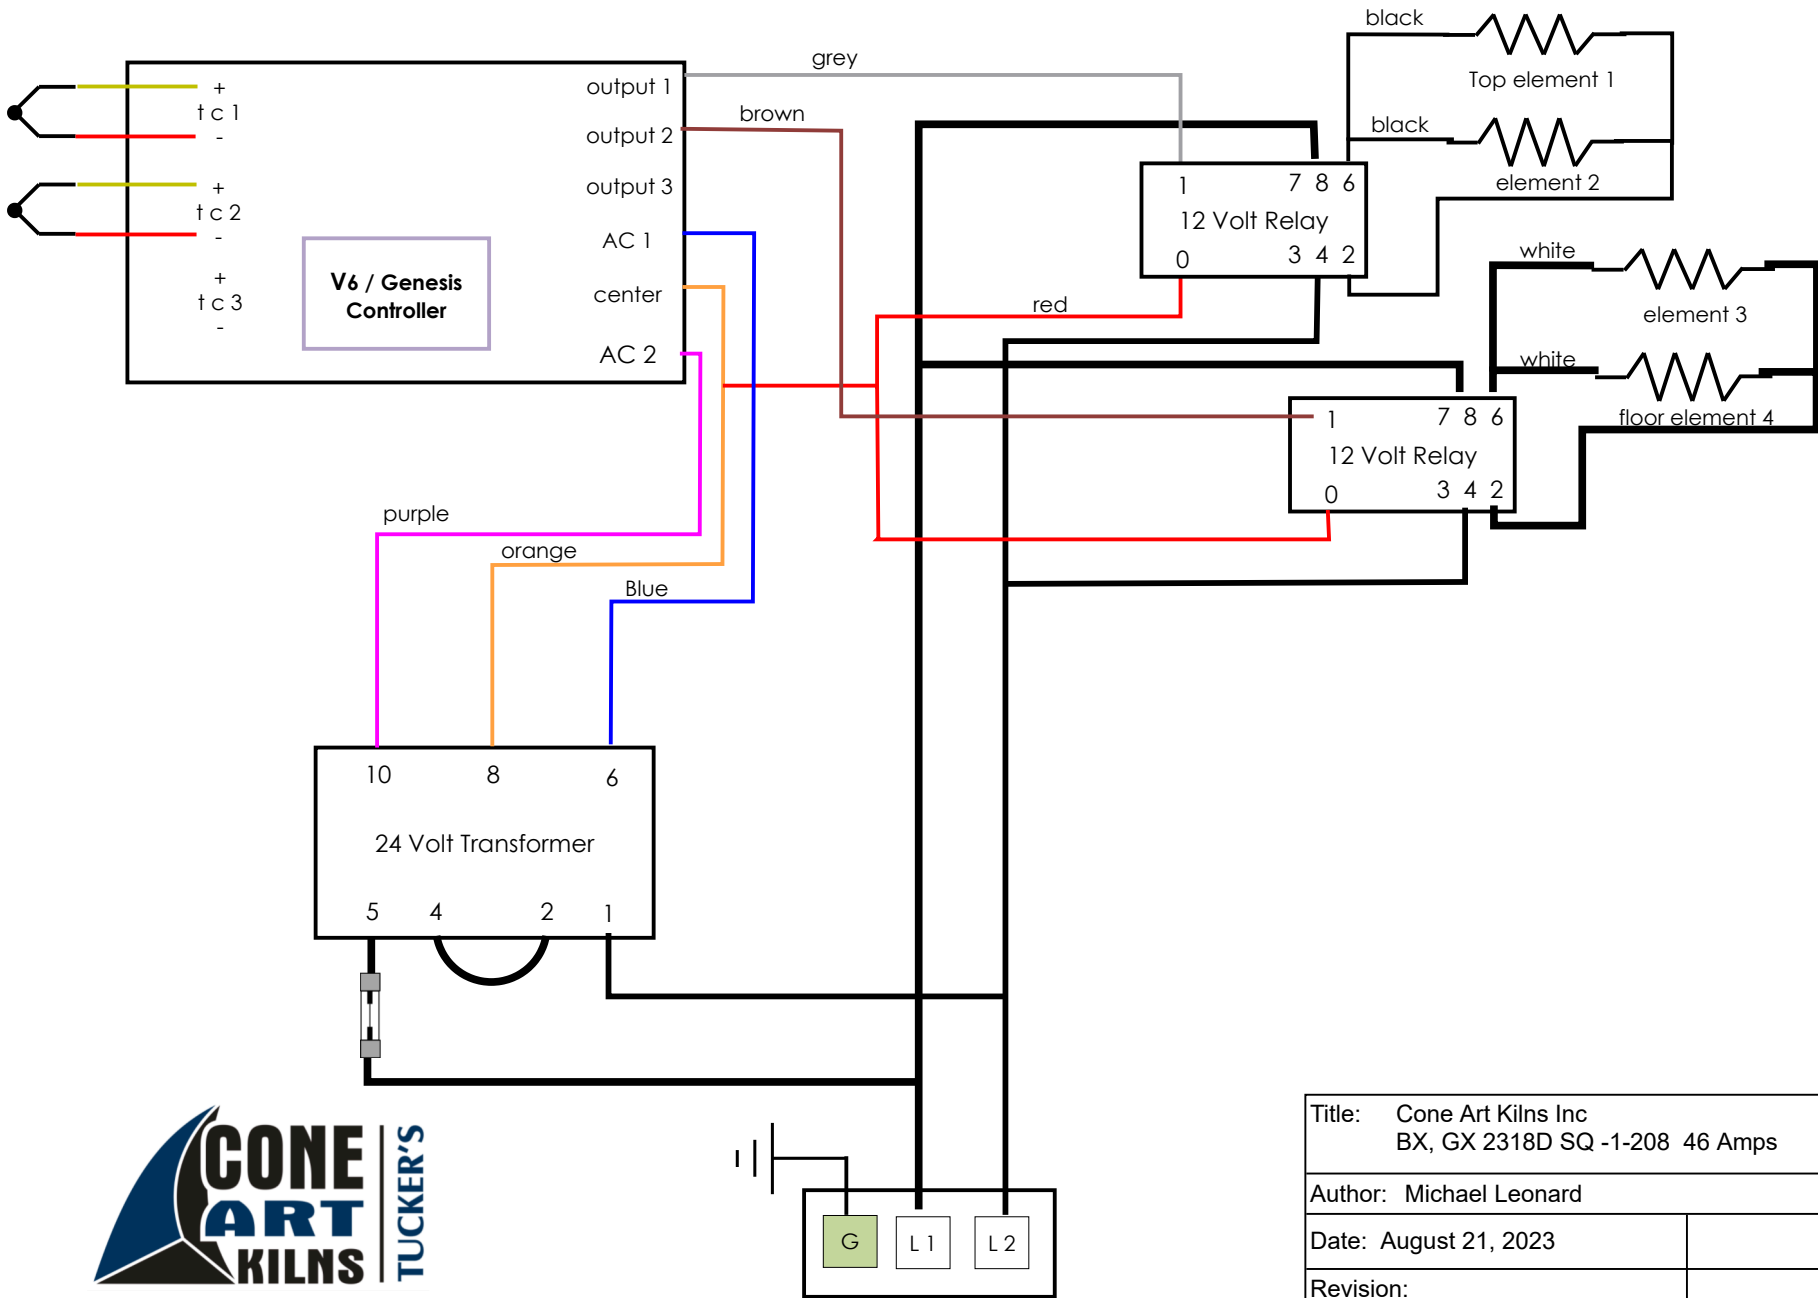 black
Top element 1
black
element 2
grey
brown
+
t c 1
-
+
t c 2
-
+
t c 3
-
V6 / Genesis
Controller
output 1
output 2
output 3
AC 1
center
AC 2
1 7 8 6
12 Volt Relay
0 3 4 2
red
white
element 3
white
floor element 4
1 7 8 6
12 Volt Relay
0 3 4 2
purple
orange
Blue
10 8 6
24 Volt Transformer
5 4 2 1
G L 1 L 2
CONE
ART
KILNS
TUCKER'S
Title: Cone Art Kilns Inc
BX, GX 2318D SQ -1-208 46 Amps
Author: Michael Leonard
Date: August 21, 2023
Revision: